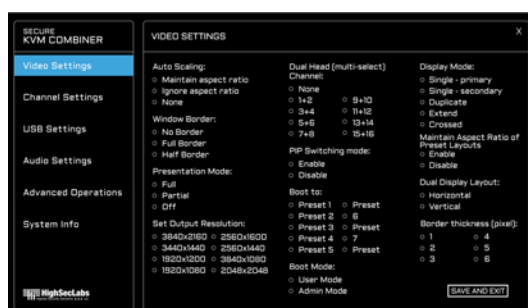 SECURE
KVM COMBINER
Video Settings
Channel Settings
USB Settings
Audio Settings
Advanced Operations
System Info
HighSecLabs
VIDEO SETTINGS
X
Auto Scaling:
Maintain aspect ratio
Ignore aspect ratio
None
Window Border:
No Border
Full Border
Half Border
Presentation Mode:
Full
Partial
Off
Set Output Resolution:
3840x2160 2560x1600
3440x1440 2560x1440
1920x1200 3840x1080
1920x1080 2048x2048
Dual Head (multi-select)
Channel:
None
1+2 9+10
3+4 11+12
5+6 13+14
7+8 15+16
PIP Switching mode:
Enable
Disable
Boot to:
Preset 1 Preset
Preset 2 6
Preset 3 Preset
Preset 4 7
Preset 5 Preset
Boot Mode:
User Mode
Admin Mode
Display Mode:
Single - primary
Single - secondary
Duplicate
Extend
Crossed
Maintain Aspect Ratio of
Preset Layouts
Enable
Disable
Dual Display Layout:
Horizontal
Vertical
Border thickness (pixel):
1 4
2 5
3 6
SAVE AND EXIT